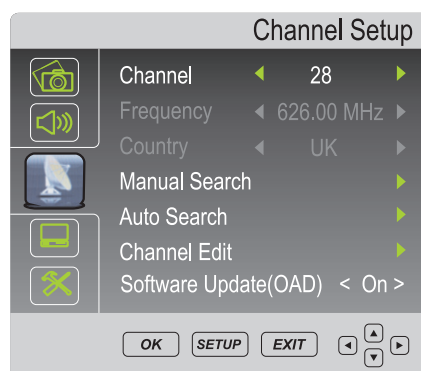 Channel Setup
Channel 28
Frequency 626.00 MHz
Country UK
Manual Search
Auto Search
Channel Edit
Software Update(OAD) < On >
OK SETUP EXIT